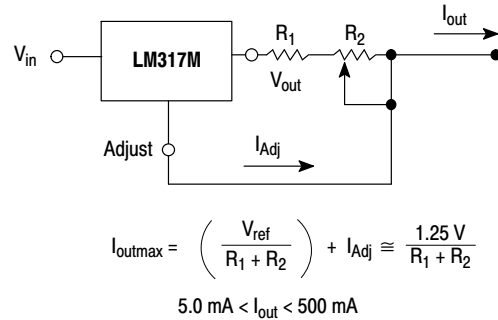 I_out
R_1 R_2
V_in LM317M
V_out
Adjust I_Adj
I_outmax = ( V_ref / R_1 + R_2 ) + I_Adj ≅ 1.25 V / R_1 + R_2
5.0 mA < I_out < 500 mA